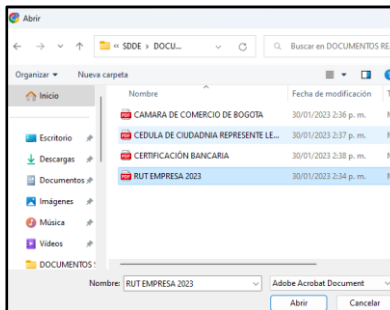 Abrir
« SDDE › DOCU...
Buscar en DOCUMENTOS RE
Organizar
Nueva carpeta
Inicio
Escritorio
Descargas
Documentos
Imágenes
Música
Vídeos
DOCUMENTOS
Nombre
Fecha de modificación
CAMARA DE COMERCIO DE BOGOTA
30/01/2023 2:36 p. m.
CEDULA DE CIUDADNIA REPRESENTE LE...
30/01/2023 2:37 p. m.
CERTIFICACIÓN BANCARIA
30/01/2023 2:38 p. m.
RUT EMPRESA 2023
30/01/2023 2:34 p. m.
Nombre: RUT EMPRESA 2023
Adobe Acrobat Document
Abrir
Cancelar